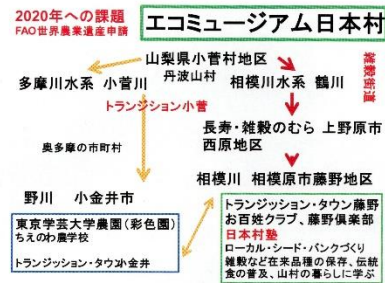 2020年への課題
FAO世界農業遺産申請
エコミュージアム日本村
山梨県小菅村地区
丹波山村
多摩川水系 小菅川
相模川水系 鶴川
雑穀街道
トランジション小菅
長寿・雑穀のむら 上野原市
西原地区
奥多摩の市町村
相模川 相模原市藤野地区
野川 小金井市
東京学芸大学農園(彩色園)
ちえのわ農学校
トランジション・タウン小金井
トランジション・タウン藤野
お百姓クラブ、藤野倶楽部
日本村塾
ローカル・シード・バンクづくり
雑穀など在来品種の保存、伝統
食の普及、山村の暮らしに学ぶ